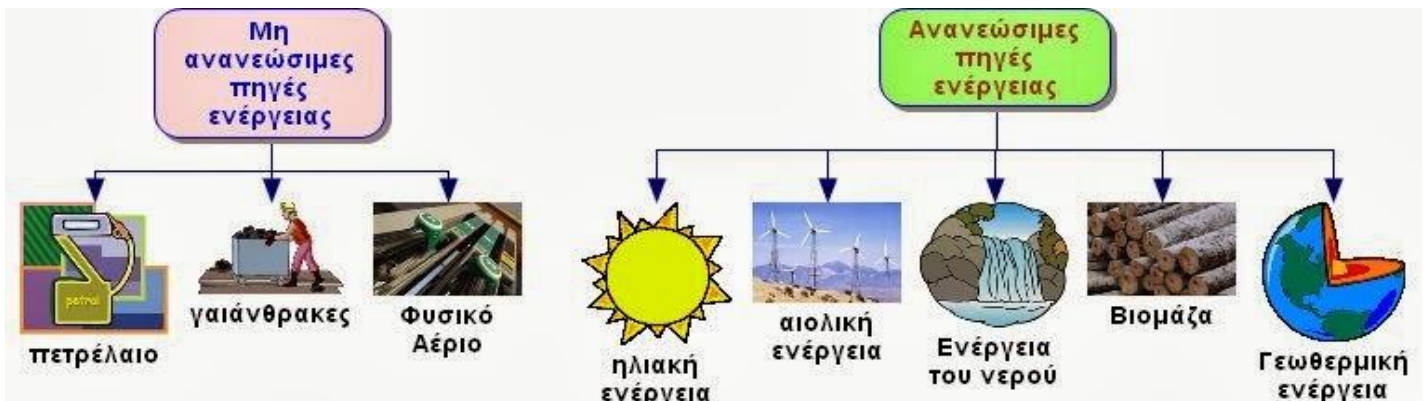 Μη
ανανεώσιμες
πηγές
ενέργειας
Ανανεώσιμες
πηγές
ενέργειας
petrol
πετρέλαιο
γαιάνθρακες
Φυσικό
Αέριο
ηλιακή
ενέργεια
αιολική
ενέργεια
Ενέργεια
του νερού
Βιομάζα
Γεωθερμική
ενέργεια